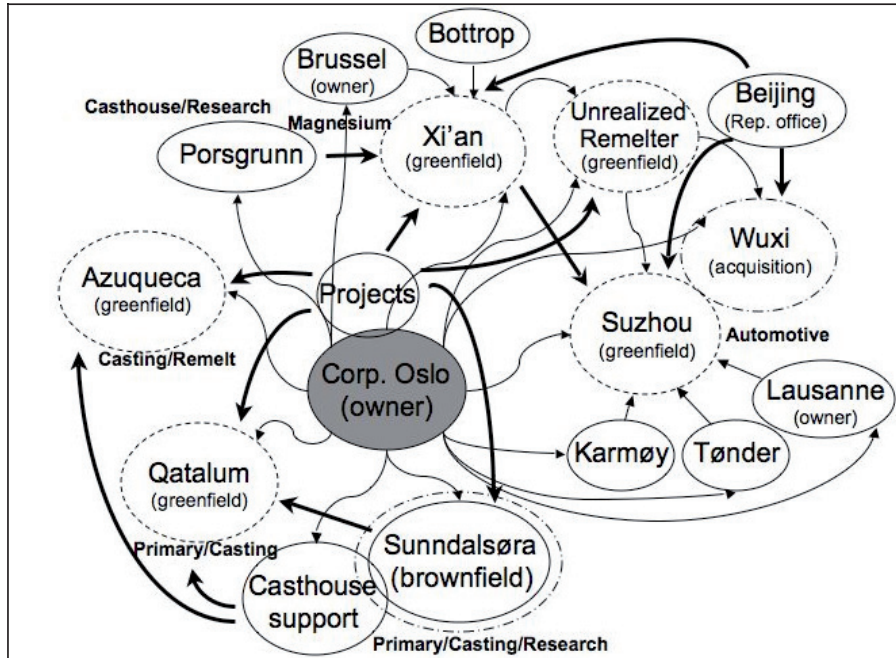 Bottrop
Brussel
(owner)
Casthouse/Research
Magnesium
Porsgrunn
Xi'an
(greenfield)
Unrealized
Remelter
(greenfield)
Beijing
(Rep. office)
Wuxi
(acquisition)
Azuqueca
(greenfield)
Casting/Remelt
Projects
Suzhou
(greenfield)
Automotive
Corp. Oslo
(owner)
Lausanne
(owner)
Karmøy
Tønder
Qatalum
(greenfield)
Primary/Casting
Casthouse
support
Sunndalsøra
(brownfield)
Primary/Casting/Research